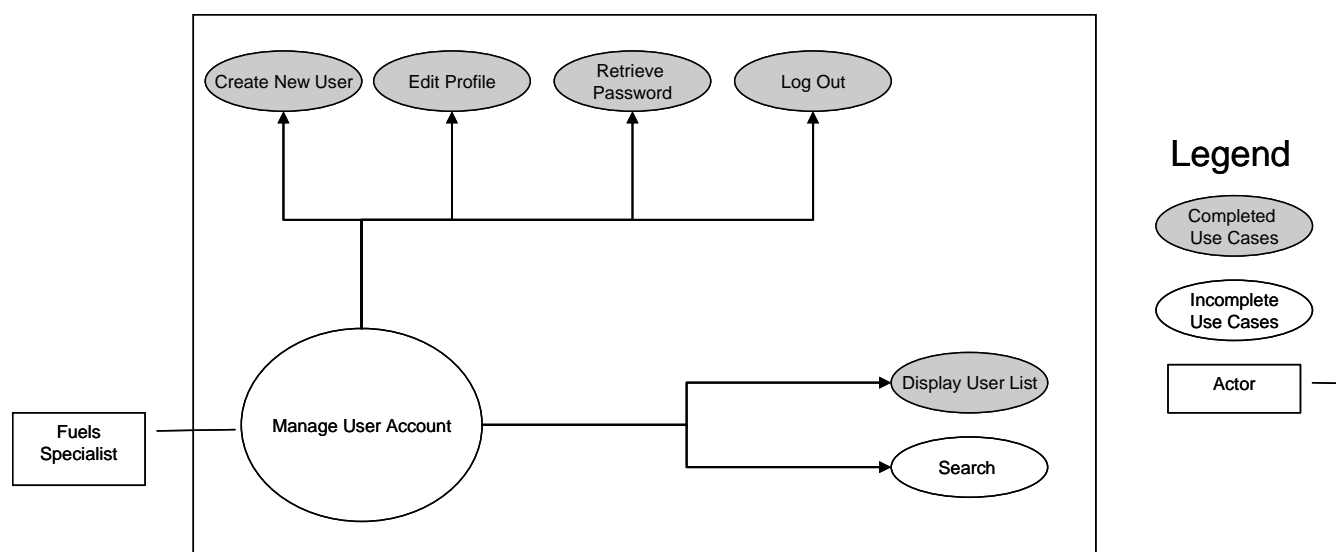 Create New User
Edit Profile
Retrieve
Password
Log Out
Legend
Completed
Use Cases
Incomplete
Use Cases
Display User List
Actor
Fuels
Specialist
Manage User Account
Search